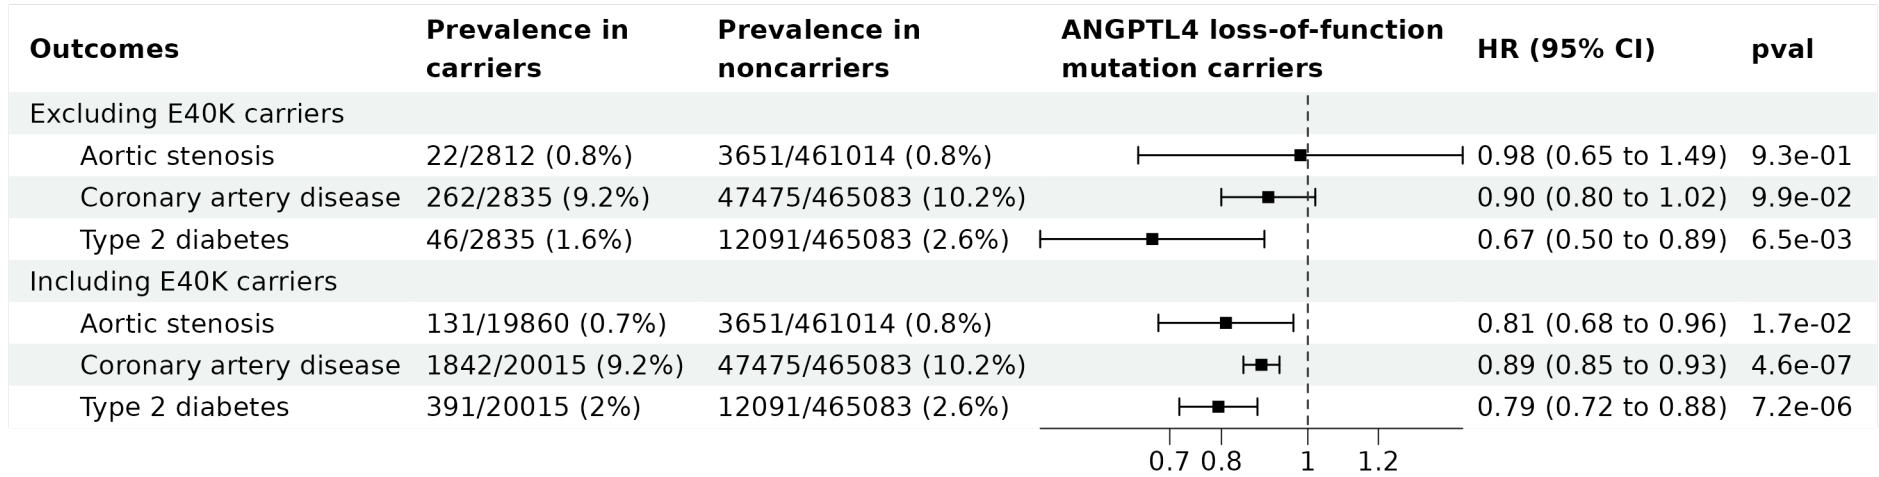 Outcomes Prevalence in carriers Prevalence in noncarriers ANGPTL4 loss-of-function mutation carriers HR (95% CI) pval
Excluding E40K carriers
Aortic stenosis 22/2812 (0.8%) 3651/461014 (0.8%) 0.98 (0.65 to 1.49) 9.3e-01
Coronary artery disease 262/2835 (9.2%) 47475/465083 (10.2%) 0.90 (0.80 to 1.02) 9.9e-02
Type 2 diabetes 46/2835 (1.6%) 12091/465083 (2.6%) 0.67 (0.50 to 0.89) 6.5e-03
Including E40K carriers
Aortic stenosis 131/19860 (0.7%) 3651/461014 (0.8%) 0.81 (0.68 to 0.96) 1.7e-02
Coronary artery disease 1842/20015 (9.2%) 47475/465083 (10.2%) 0.89 (0.85 to 0.93) 4.6e-07
Type 2 diabetes 391/20015 (2%) 12091/465083 (2.6%) 0.79 (0.72 to 0.88) 7.2e-06
0.7 0.8 1 1.2